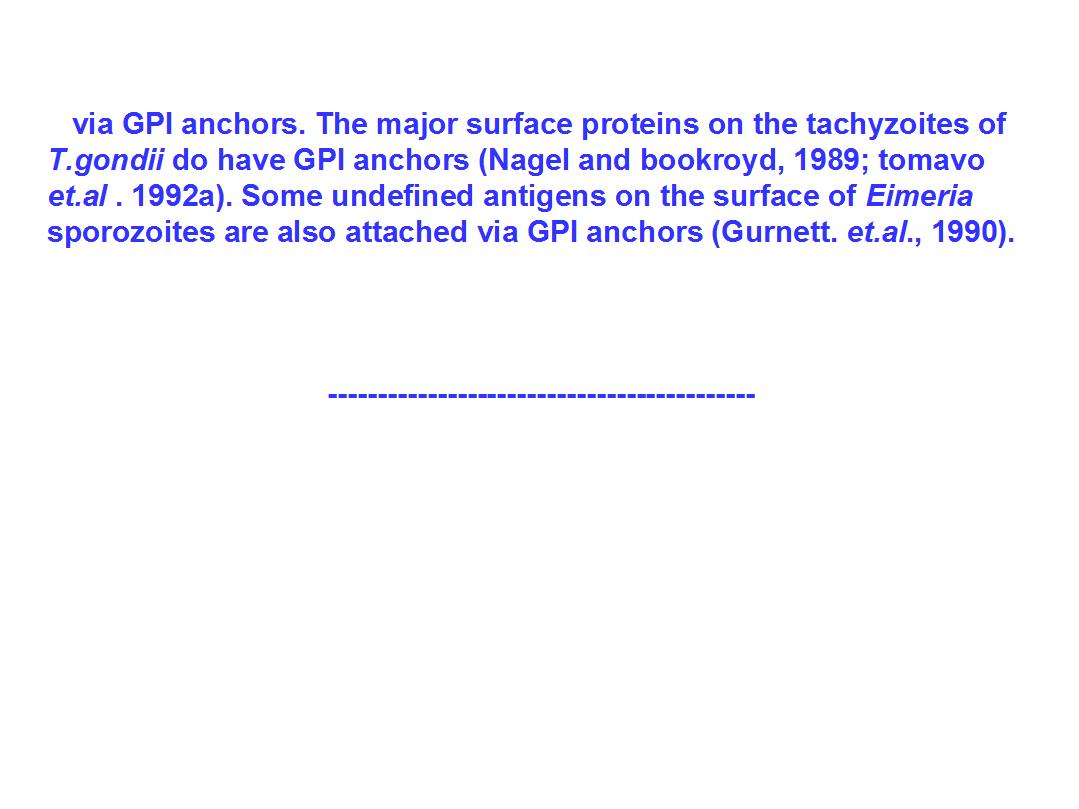 via GPI anchors. The major surface proteins on the tachyzoites of
T.gondii do have GPI anchors (Nagel and bookroyd, 1989; tomavo
et.al . 1992a). Some undefined antigens on the surface of Eimeria
sporozoites are also attached via GPI anchors (Gurnett. et.al., 1990).
-------------------------------------------